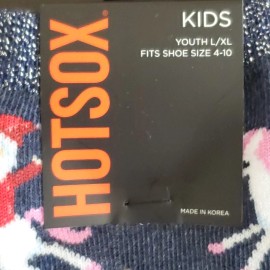 HOTSOX®
KIDS
YOUTH L/XL
FITS SHOE SIZE 4-10
MADE IN KOREA